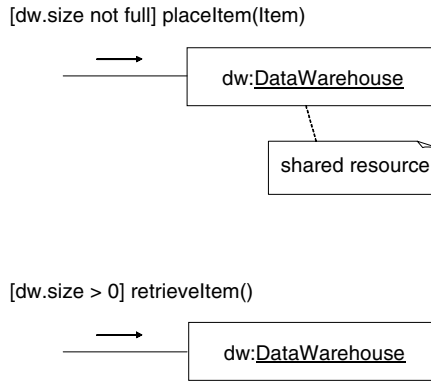 [dw.size not full] placeItem(Item)
dw:DataWarehouse
shared resource
[dw.size > 0] retrieveItem()
dw:DataWarehouse